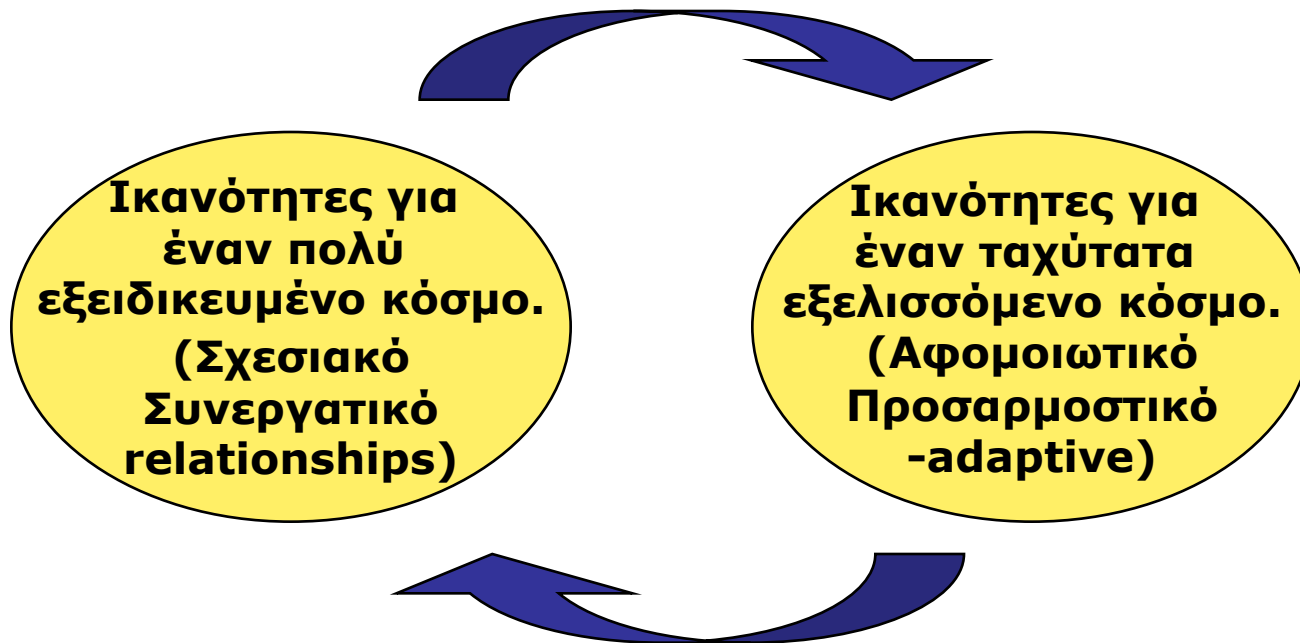 Ικανότητες για
έναν πολύ
εξειδικευμένο κόσμο.
(Σχεσιακό
Συνεργατικό
relationships)
Ικανότητες για
έναν ταχύτατα
εξελισσόμενο κόσμο.
(Αφομοιωτικό
Προσαρμοστικό
-adaptive)